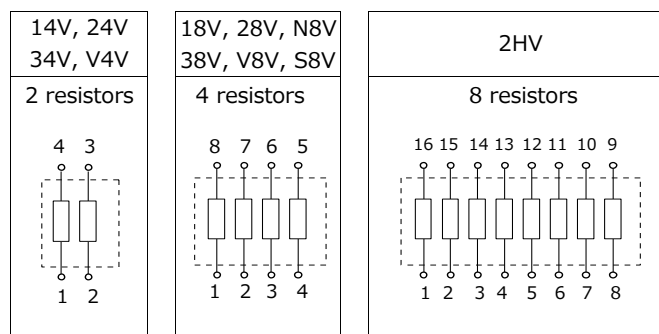 14V, 24V
34V, V4V
2 resistors
4 3
1 2
18V, 28V, N8V
38V, V8V, S8V
4 resistors
8 7 6 5
1 2 3 4
2HV
8 resistors
16 15 14 13 12 11 10 9
1 2 3 4 5 6 7 8